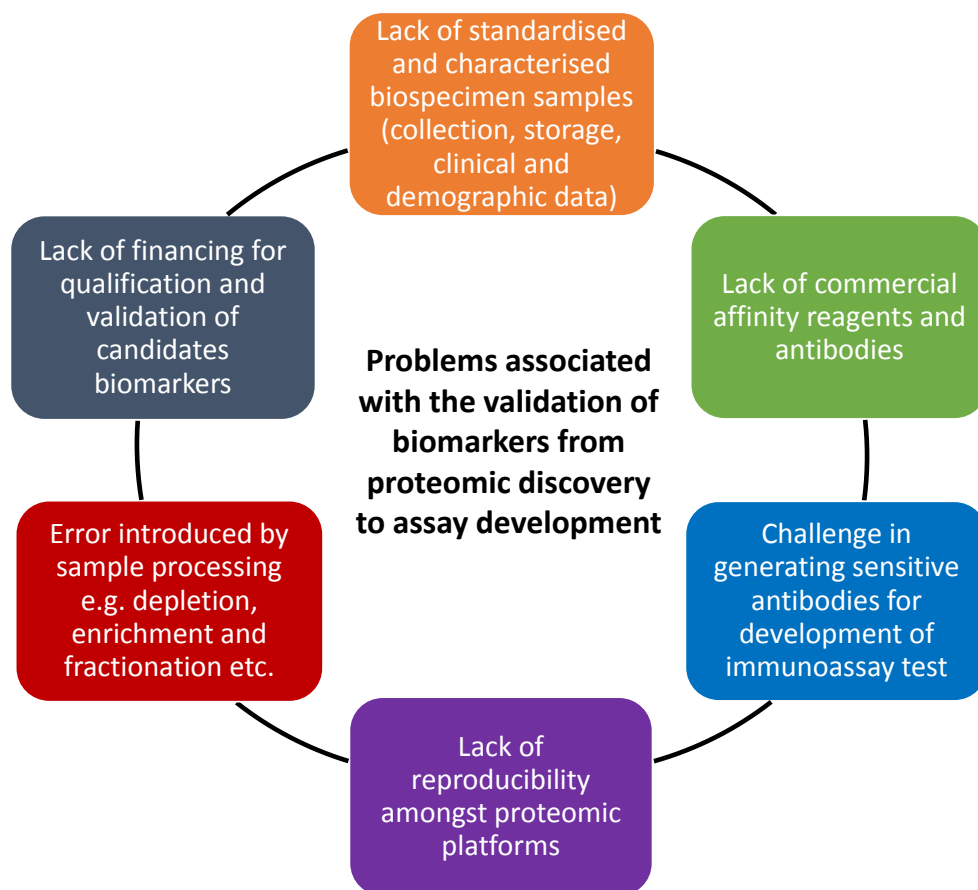 Lack of standardised
and characterised
biospecimen samples
(collection, storage,
clinical and
demographic data)
Lack of commercial
affinity reagents and
antibodies
Challenge in
generating sensitive
antibodies for
development of
immunoassay test
Lack of
reproducibility
amongst proteomic
platforms
Error introduced by
sample processing
e.g. depletion,
enrichment and
fractionation etc.
Lack of financing for
qualification and
validation of
candidates
biomarkers
Problems associated
with the validation of
biomarkers from
proteomic discovery
to assay development